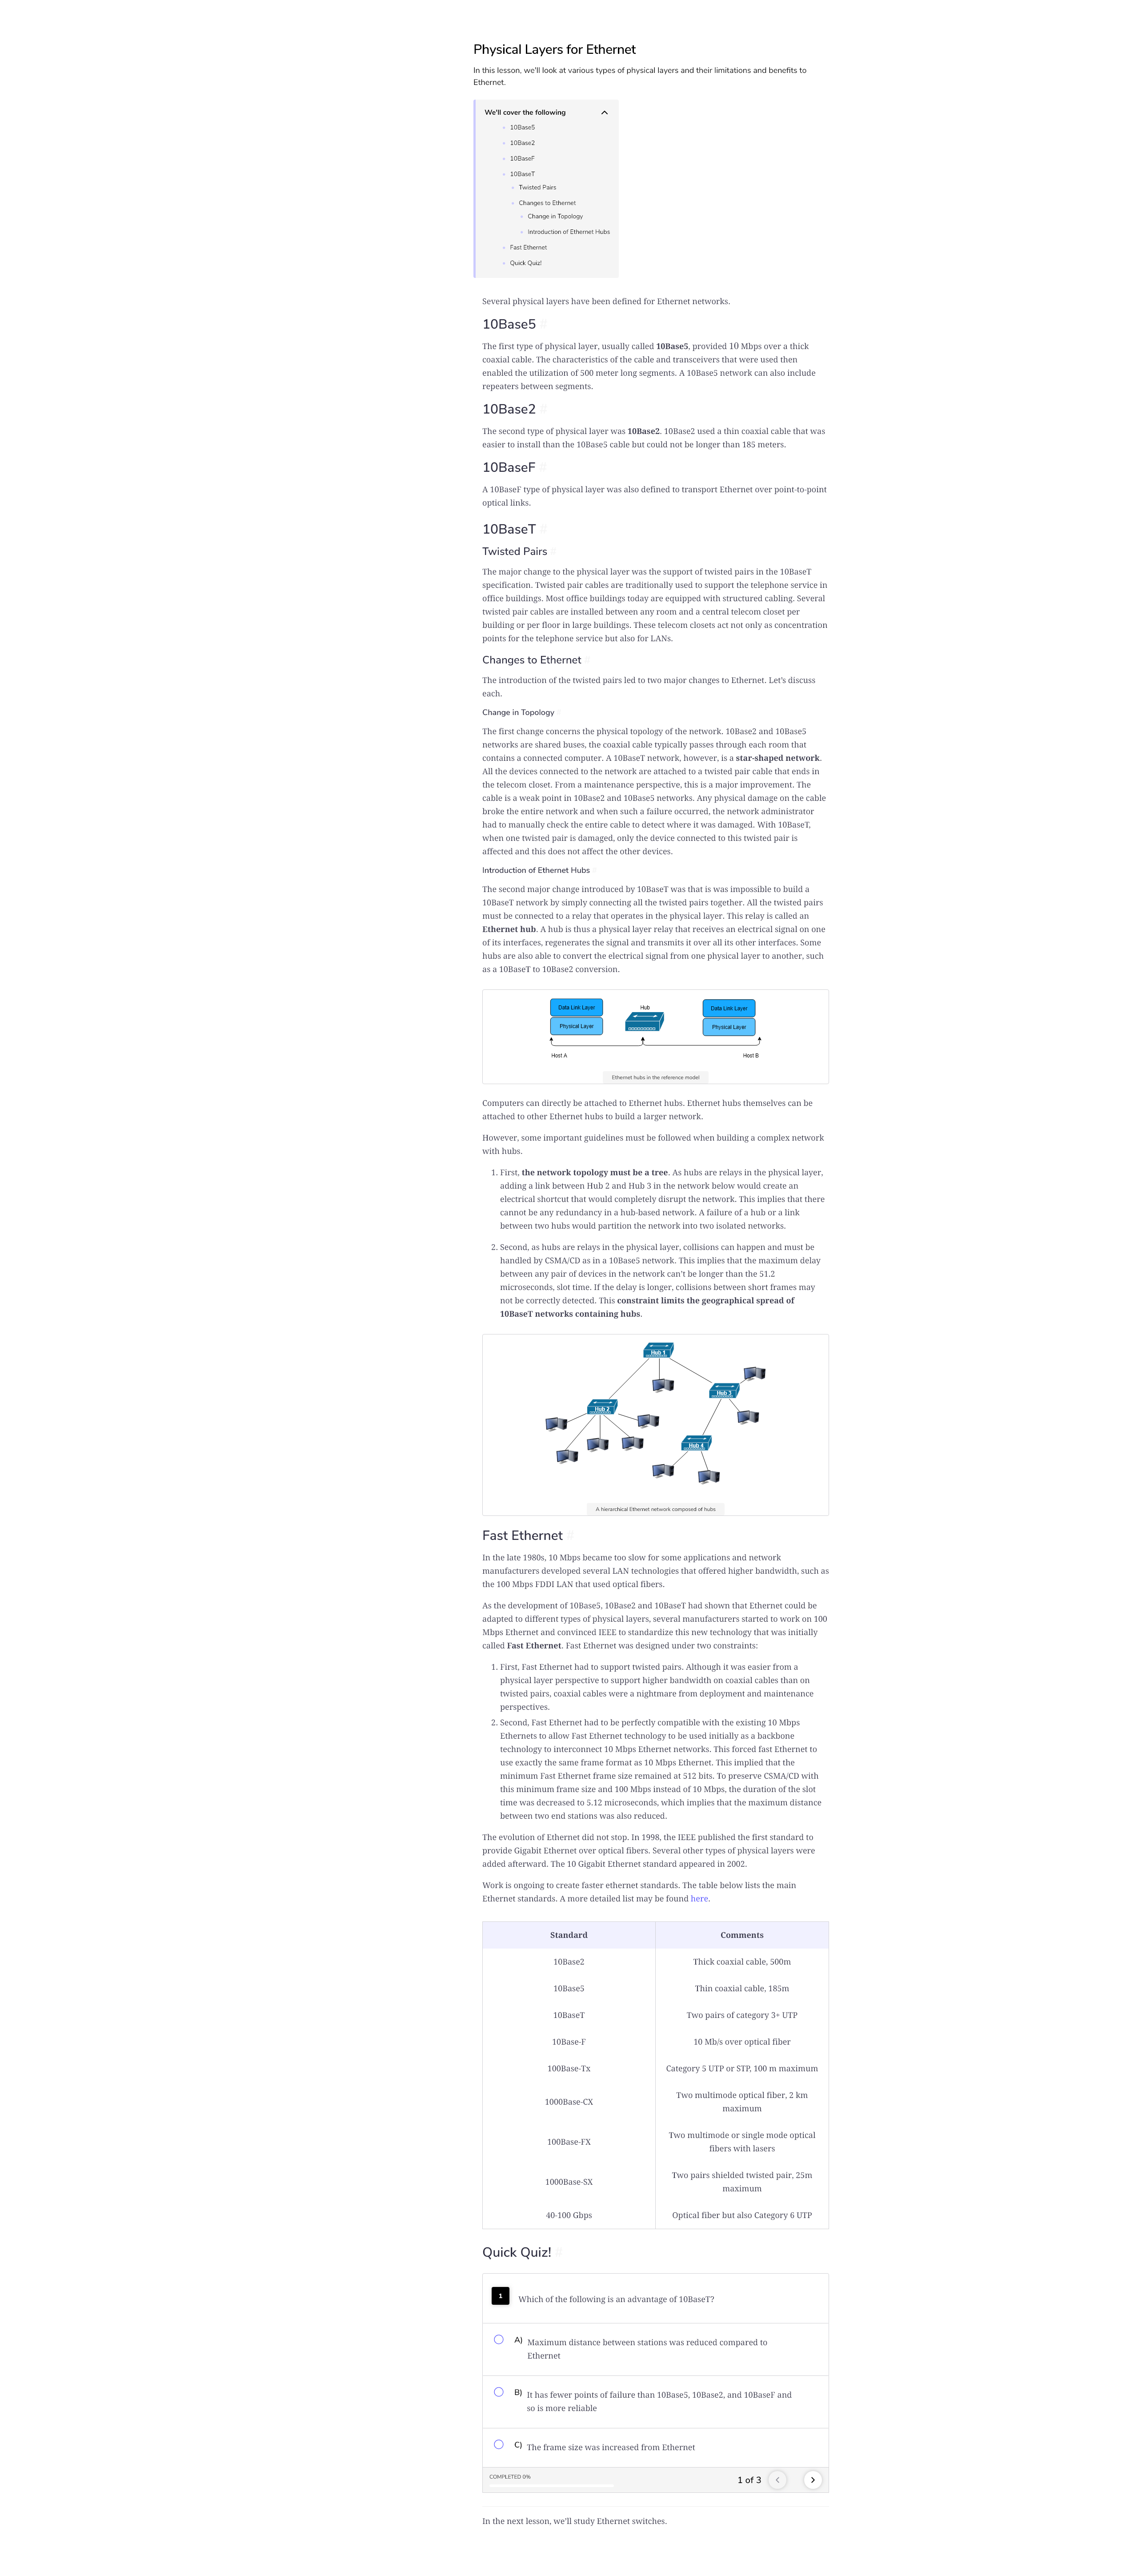 Physical Layers for Ethernet
In this lesson, we'll look at various types of physical layers and their limitations and benefits to
Ethernet.
We'll cover the following
10Base5
10Base2
10BaseF
10BaseT
Twisted Pairs
Changes to Ethernet
Change in Topology
Introduction of Ethernet Hubs
Fast Ethernet
Quick Quiz!
Several physical layers have been defined for Ethernet networks.
10Base5
The first type of physical layer, usually called 10Base5, provided 10 Mbps over a thick
coaxial cable. The characteristics of the cable and transceivers that were used then
enabled the utilization of 500 meter long segments. A 10Base5 network can also include
repeaters between segments.
10Base2
The second type of physical layer was 10Base2. 10Base2 used a thin coaxial cable that was
easier to install than the 10Base5 cable but could not be longer than 185 meters.
10BaseF
A 10BaseF type of physical layer was also defined to transport Ethernet over point-to-point
optical links.
10BaseT
Twisted Pairs
The major change to the physical layer was the support of twisted pairs in the 10BaseT
specification. Twisted pair cables are traditionally used to support the telephone service in
office buildings. Most office buildings today are equipped with structured cabling. Several
twisted pair cables are installed between any room and a central telecom closet per
building or per floor in large buildings. These telecom closets act not only as concentration
points for the telephone service but also for LANs.
Changes to Ethernet
The introduction of the twisted pairs led to two major changes to Ethernet. Let's discuss
each.
Change in Topology
The first change concerns the physical topology of the network. 10Base2 and 10Base5
networks are shared buses, the coaxial cable typically passes through each room that
contains a connected computer. A 10BaseT network, however, is a star-shaped network.
All the devices connected to the network are attached to a twisted pair cable that ends in
the telecom closet. From a maintenance perspective, this is a major improvement. The
cable is a weak point in 10Base2 and 10Base5 networks. Any physical damage on the cable
broke the entire network and when such a failure occurred, the network administrator
had to manually check the entire cable to detect where it was damaged. With 10BaseT,
when one twisted pair is damaged, only the device connected to this twisted pair is
affected and this does not affect the other devices.
Introduction of Ethernet Hubs
The second major change introduced by 10BaseT was that is was impossible to build a
10BaseT network by simply connecting all the twisted pairs together. All the twisted pairs
must be connected to a relay that operates in the physical layer. This relay is called an
Ethernet hub. A hub is thus a physical layer relay that receives an electrical signal on one
of its interfaces, regenerates the signal and transmits it over all its other interfaces. Some
hubs are also able to convert the electrical signal from one physical layer to another, such
as a 10BaseT to 10Base2 conversion.
Data Link Layer
Hub
Data Link Layer
Physical Layer
Physical Layer
Host A
Host B
Ethernet hubs in the reference model
Computers can directly be attached to Ethernet hubs. Ethernet hubs themselves can be
attached to other Ethernet hubs to build a larger network.
However, some important guidelines must be followed when building a complex network
with hubs.
1. First, the network topology must be a tree. As hubs are relays in the physical layer,
adding a link between Hub 2 and Hub 3 in the network below would create an
electrical shortcut that would completely disrupt the network. This implies that there
cannot be any redundancy in a hub-based network. A failure of a hub or a link
between two hubs would partition the network into two isolated networks.
2. Second, as hubs are relays in the physical layer, collisions can happen and must be
handled by CSMA/CD as in a 10Base5 network. This implies that the maximum delay
between any pair of devices in the network can't be longer than the 51.2
microseconds, slot time. If the delay is longer, collisions between short frames may
not be correctly detected. This constraint limits the geographical spread of
10BaseT networks containing hubs.
Hub 1
Hub 3
Hub 2
Hub 4
A hierarchical Ethernet network composed of hubs
Fast Ethernet
In the late 1980s, 10 Mbps became too slow for some applications and network
manufacturers developed several LAN technologies that offered higher bandwidth, such as
the 100 Mbps FDDI LAN that used optical fibers.
As the development of 10Base5, 10Base2 and 10BaseT had shown that Ethernet could be
adapted to different types of physical layers, several manufacturers started to work on 100
Mbps Ethernet and convinced IEEE to standardize this new technology that was initially
called Fast Ethernet. Fast Ethernet was designed under two constraints:
1. First, Fast Ethernet had to support twisted pairs. Although it was easier from a
physical layer perspective to support higher bandwidth on coaxial cables than on
twisted pairs, coaxial cables were a nightmare from deployment and maintenance
perspectives.
2. Second, Fast Ethernet had to be perfectly compatible with the existing 10 Mbps
Ethernets to allow Fast Ethernet technology to be used initially as a backbone
technology to interconnect 10 Mbps Ethernet networks. This forced fast Ethernet to
use exactly the same frame format as 10 Mbps Ethernet. This implied that the
minimum Fast Ethernet frame size remained at 512 bits. To preserve CSMA/CD with
this minimum frame size and 100 Mbps instead of 10 Mbps, the duration of the slot
time was decreased to 5.12 microseconds, which implies that the maximum distance
between two end stations was also reduced.
The evolution of Ethernet did not stop. In 1998, the IEEE published the first standard to
provide Gigabit Ethernet over optical fibers. Several other types of physical layers were
added afterward. The 10 Gigabit Ethernet standard appeared in 2002.
Work is ongoing to create faster ethernet standards. The table below lists the main
Ethernet standards. A more detailed list may be found here.
Standard Comments
10Base2 Thick coaxial cable, 500m
10Base5 Thin coaxial cable, 185m
10BaseT Two pairs of category 3+ UTP
10Base-F 10 Mb/s over optical fiber
100Base-Tx Category 5 UTP or STP, 100 m maximum
1000Base-CX Two multimode optical fiber, 2 km
maximum
100Base-FX Two multimode or single mode optical
fibers with lasers
1000Base-SX Two pairs shielded twisted pair, 25m
maximum
40-100 Gbps Optical fiber but also Category 6 UTP
Quick Quiz!
1 Which of the following is an advantage of 10BaseT?
A) Maximum distance between stations was reduced compared to
Ethernet
B) It has fewer points of failure than 10Base5, 10Base2, and 10BaseF and
so is more reliable
C) The frame size was increased from Ethernet
COMPLETED 0%
1 of 3
In the next lesson, we'll study Ethernet switches.